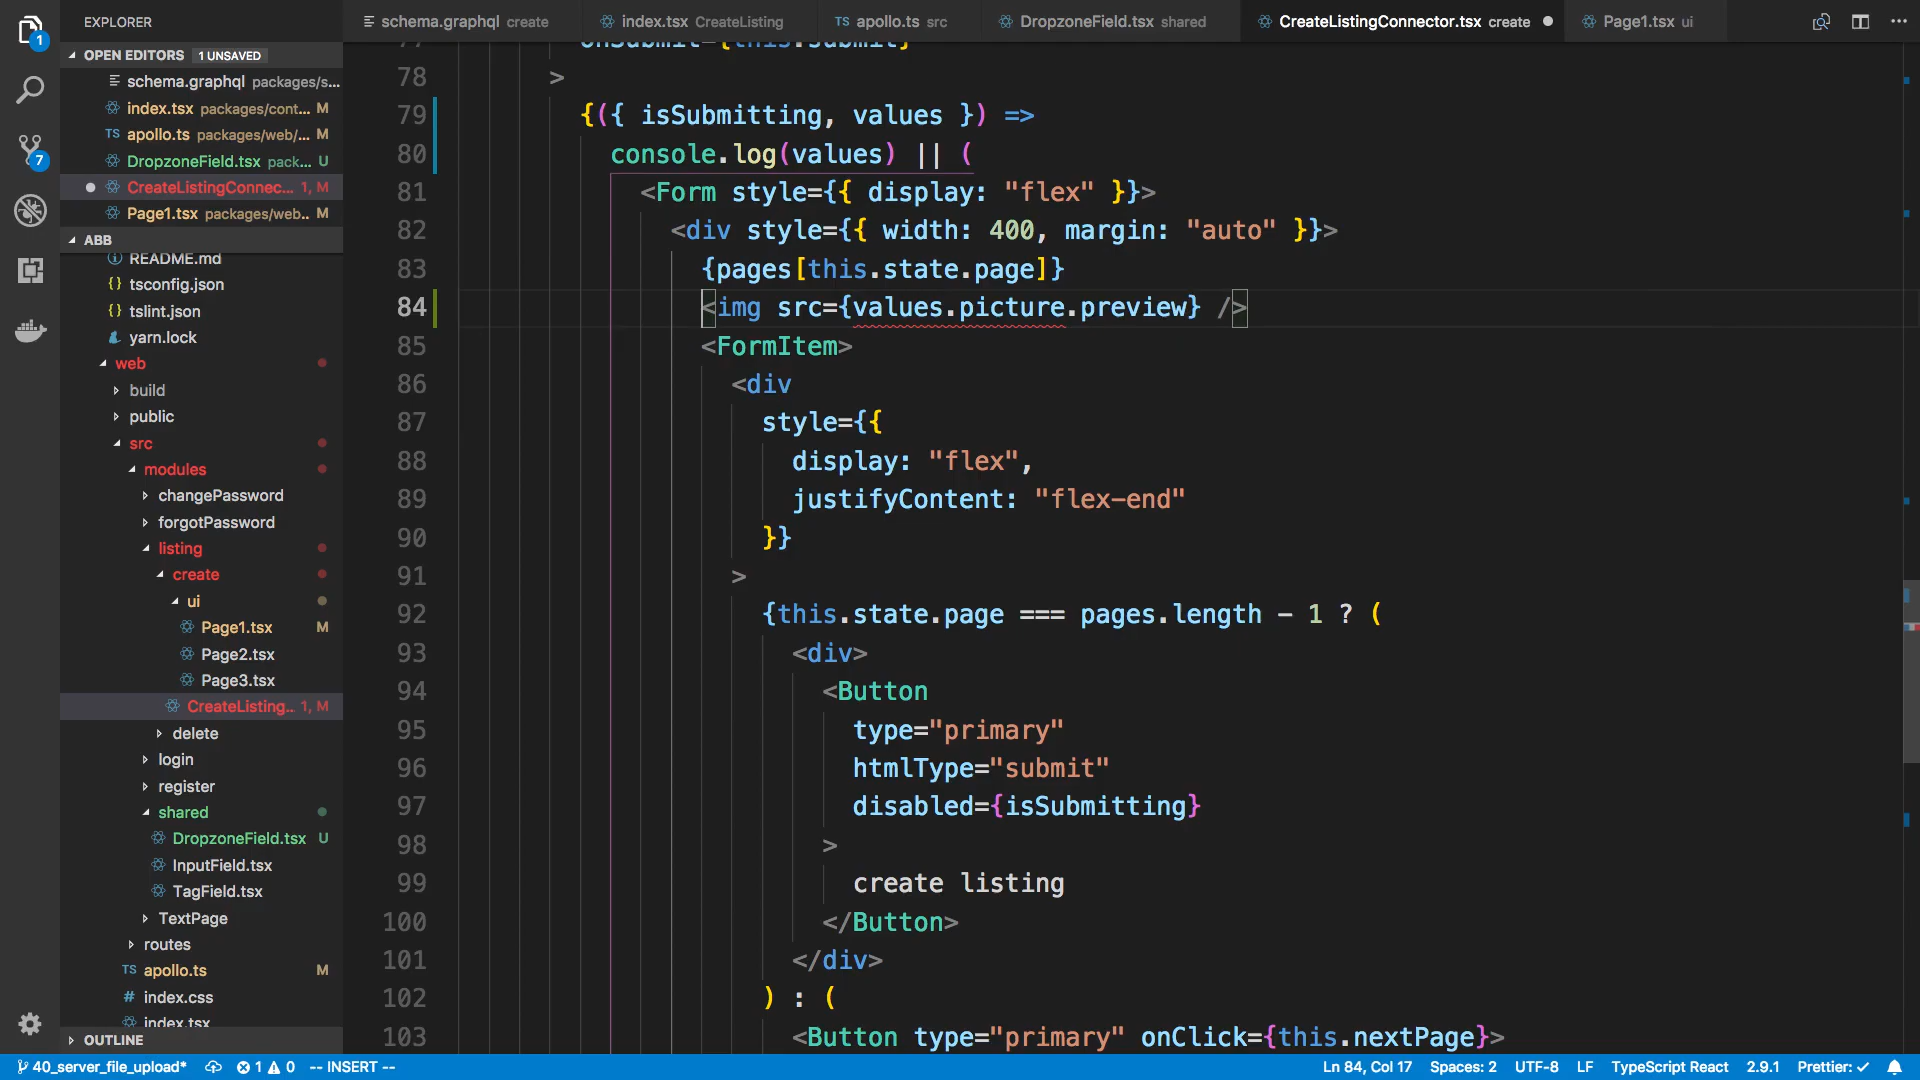 EXPLORER
OPEN EDITORS 1 UNSAVED
schema.graphql packages/s...
index.tsx packages/cont... M
TS apollo.ts packages/web/... M
DropzoneField.tsx pack... U
CreateListingConnec... 1, M
Page1.tsx packages/web... M
ABB
README.md
{} tsconfig.json
{} tslint.json
yarn.lock
web
build
public
src
modules
changePassword
forgotPassword
listing
create
ui
Page1.tsx M
Page2.tsx
Page3.tsx
CreateListing... 1, M
delete
login
register
shared
DropzoneField.tsx U
InputField.tsx
TagField.tsx
TextPage
routes
TS apollo.ts M
# index.css
index.tsx
OUTLINE
1
7
schema.graphql create
index.tsx CreateListing
TS apollo.ts src
DropzoneField.tsx shared
CreateListingConnector.tsx create
Page1.tsx ui
77 onSubmit={this.submit}
78 >
79 {({ isSubmitting, values }) =>
80 console.log(values) || (
81 <Form style={{ display: "flex" }}>
82 <div style={{ width: 400, margin: "auto" }}>
83 {pages[this.state.page]}
84 <img src={values.picture.preview} />
85 <FormItem>
86 <div
87 style={{
88 display: "flex",
89 justifyContent: "flex-end"
90 }}
91 >
92 {this.state.page === pages.length - 1 ? (
93 <div>
94 <Button
95 type="primary"
96 htmlType="submit"
97 disabled={isSubmitting}
98 >
99 create listing
100 </Button>
101 </div>
102 ) : (
103 <Button type="primary" onClick={this.nextPage}>
40_server_file_upload* 1 0 -- INSERT -- Ln 84, Col 17 Spaces: 2 UTF-8 LF TypeScript React 2.9.1 Prettier: ✓